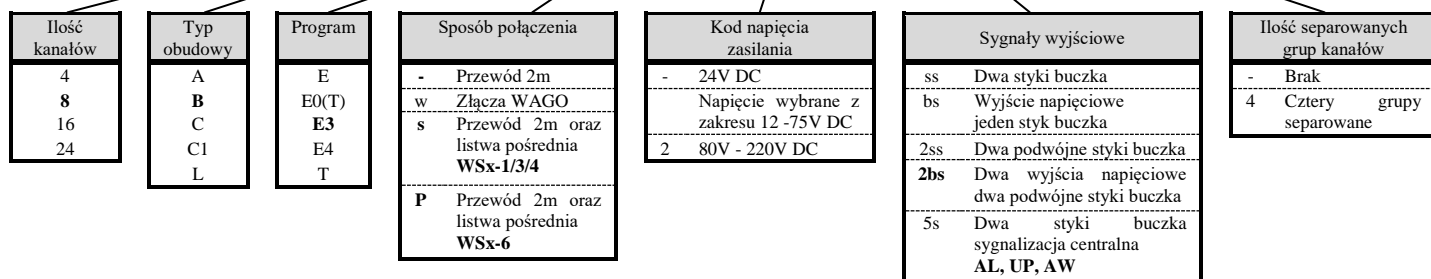 Ilość
kanałów
4
8
16
24
Typ
obudowy
A
B
C
C1
L
Program
E
E0(T)
E3
E4
T
Sposób połączenia
- Przewód 2m
w Złącza WAGO
s Przewód 2m oraz
listwa pośrednia
WSx-1/3/4
P Przewód 2m oraz
listwa pośrednia
WSx-6
Kod napięcia
zasilania
- 24V DC
Napięcie wybrane z
zakresu 12 -75V DC
2 80V - 220V DC
Sygnały wyjściowe
ss Dwa styki buczka
bs Wyjście napięciowe
jeden styk buczka
2ss Dwa podwójne styki buczka
2bs Dwa wyjścia napięciowe
dwa podwójne styki buczka
5s Dwa styki buczka
sygnalizacja centralna
AL, UP, AW
Ilość separowanych
grup kanałów
- Brak
4 Cztery grupy
separowane